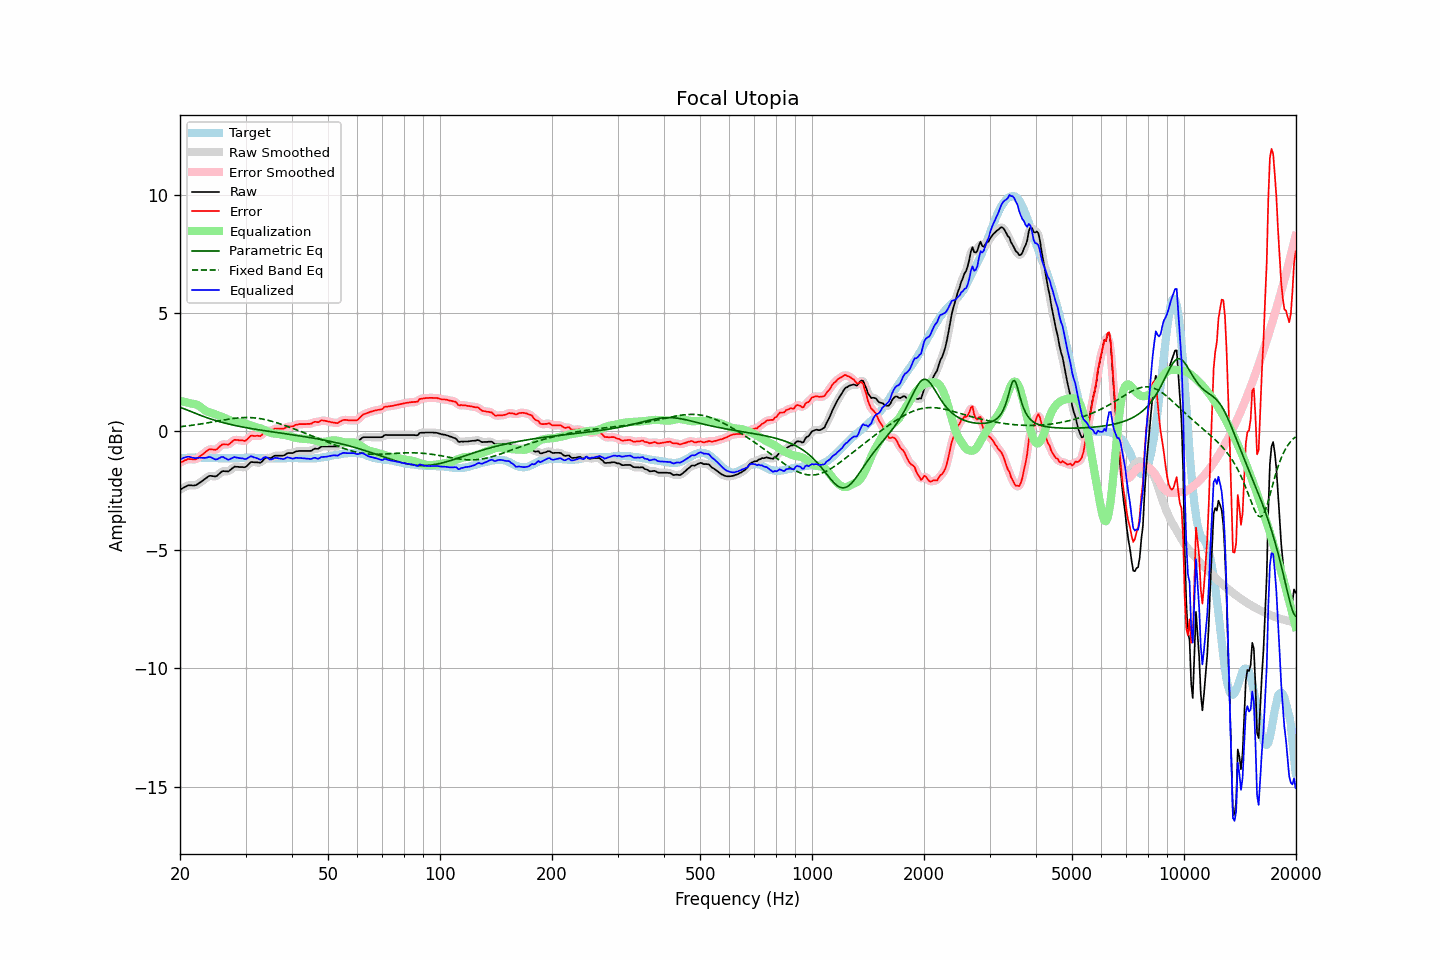 Focal Utopia
Target
Raw Smoothed
Error Smoothed
Raw
Error
Equalization
Parametric Eq
Fixed Band Eq
Equalized
Amplitude (dBr)
10
5
0
−5
−10
−15
20
50
100
200
500
1000
2000
5000
10000
20000
Frequency (Hz)